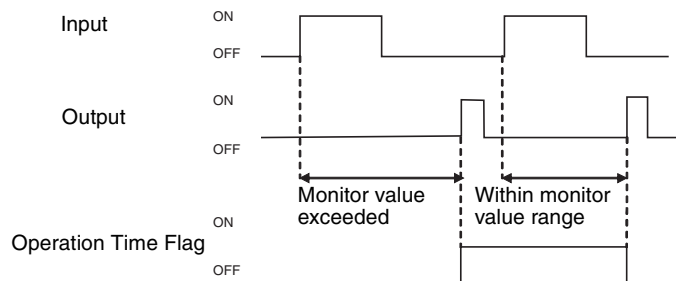 Input
ON
OFF
Output
ON
OFF
Monitor value
exceeded
Within monitor
value range
Operation Time Flag
ON
OFF